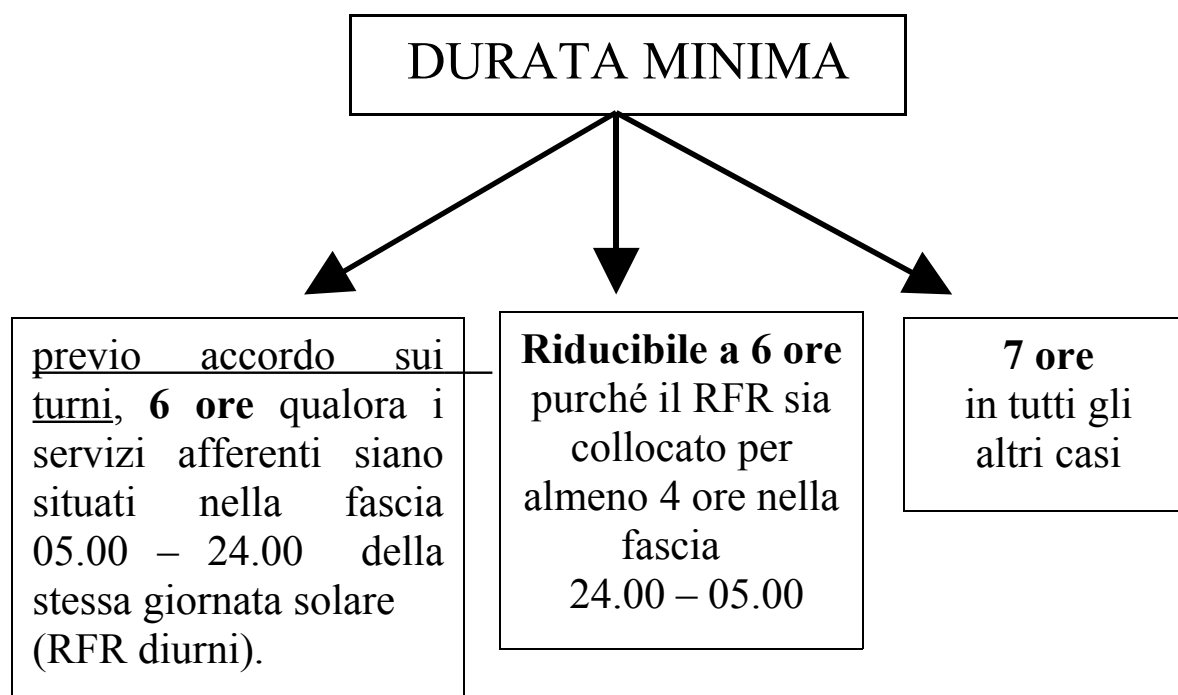 DURATA MINIMA
previo accordo sui
turni, 6 ore qualora i
servizi afferenti siano
situati nella fascia
05.00 – 24.00 della
stessa giornata solare
(RFR diurni).
Riducibile a 6 ore
purché il RFR sia
collocato per
almeno 4 ore nella
fascia
24.00 – 05.00
7 ore
in tutti gli
altri casi